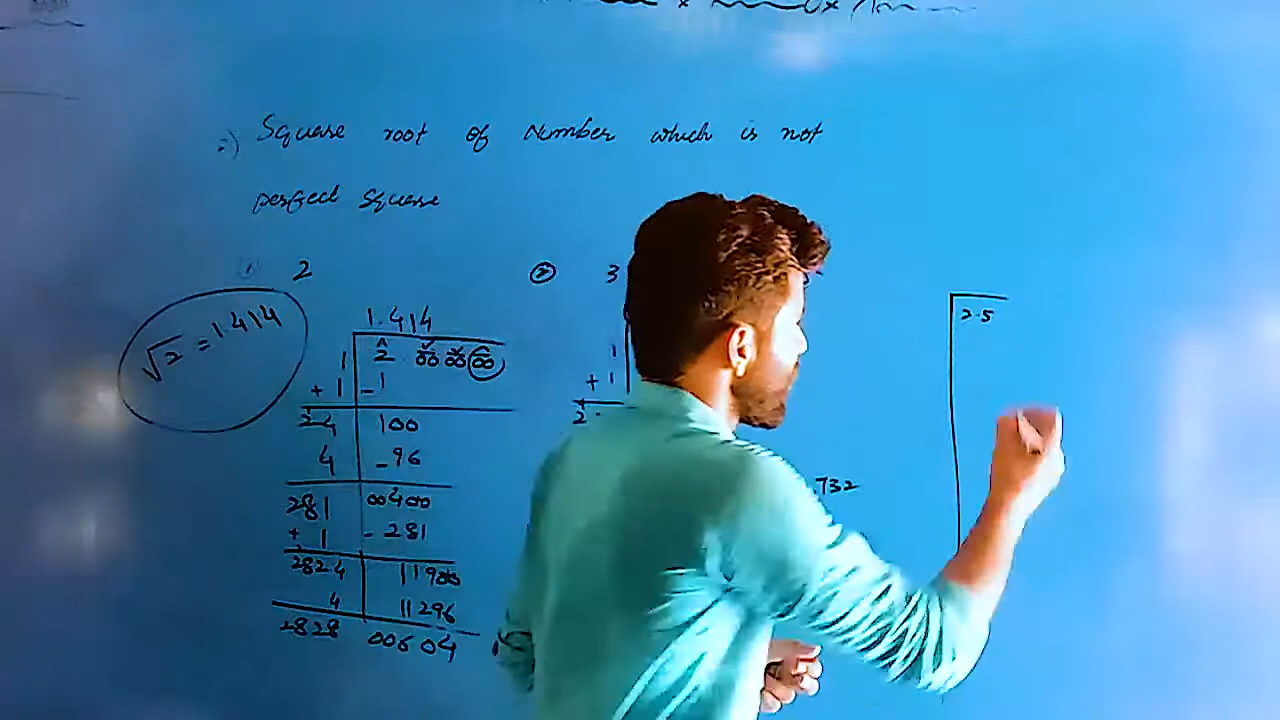 Square root of Number which is not
perfect square
2
3
√2 = 1.414
1.414
1 2. 00 00 00
+ 1 - 1
24 100
4 - 96
281 00400
+ 1 - 281
2824 11900
4 11296
2828 00604
1
+ 1
2
732
2.5